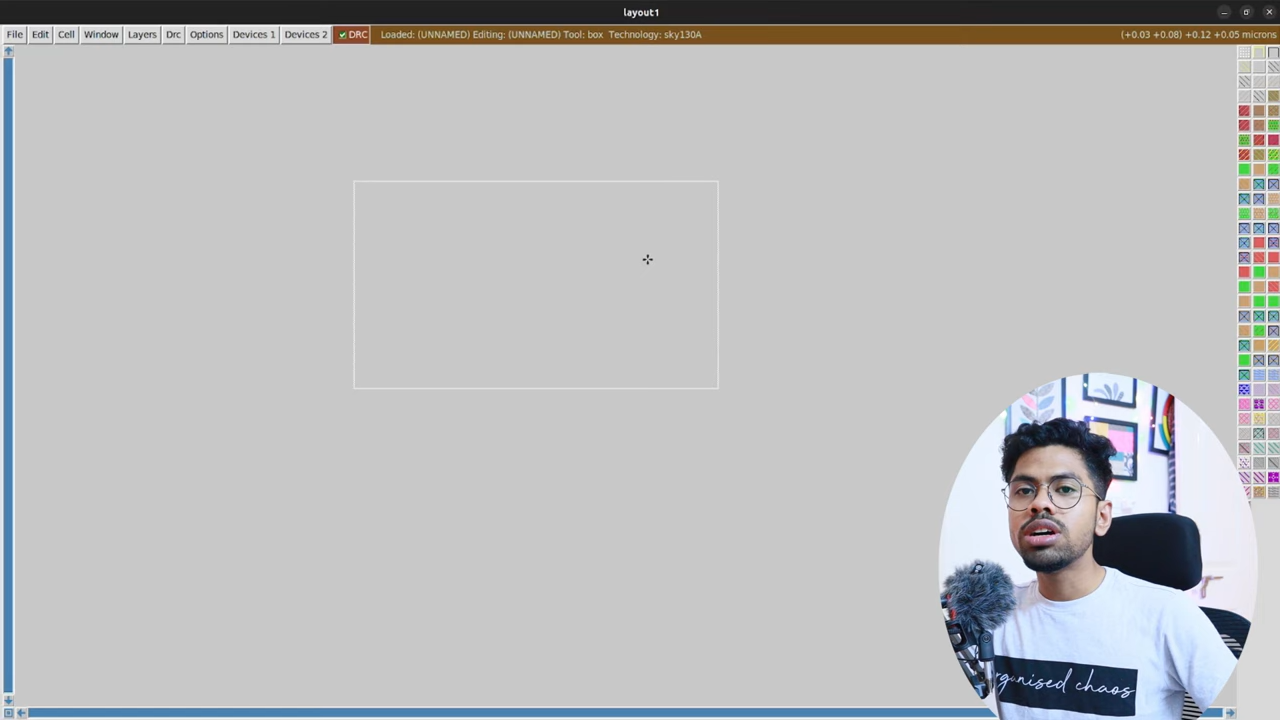 layout1
File Edit Cell Window Layers Drc Options Devices 1 Devices 2 DRC Loaded: (UNNAMED) Editing: (UNNAMED) Tool: box Technology: sky130A (+0.03 +0.08) +0.12 +0.05 microns
rganised chaos